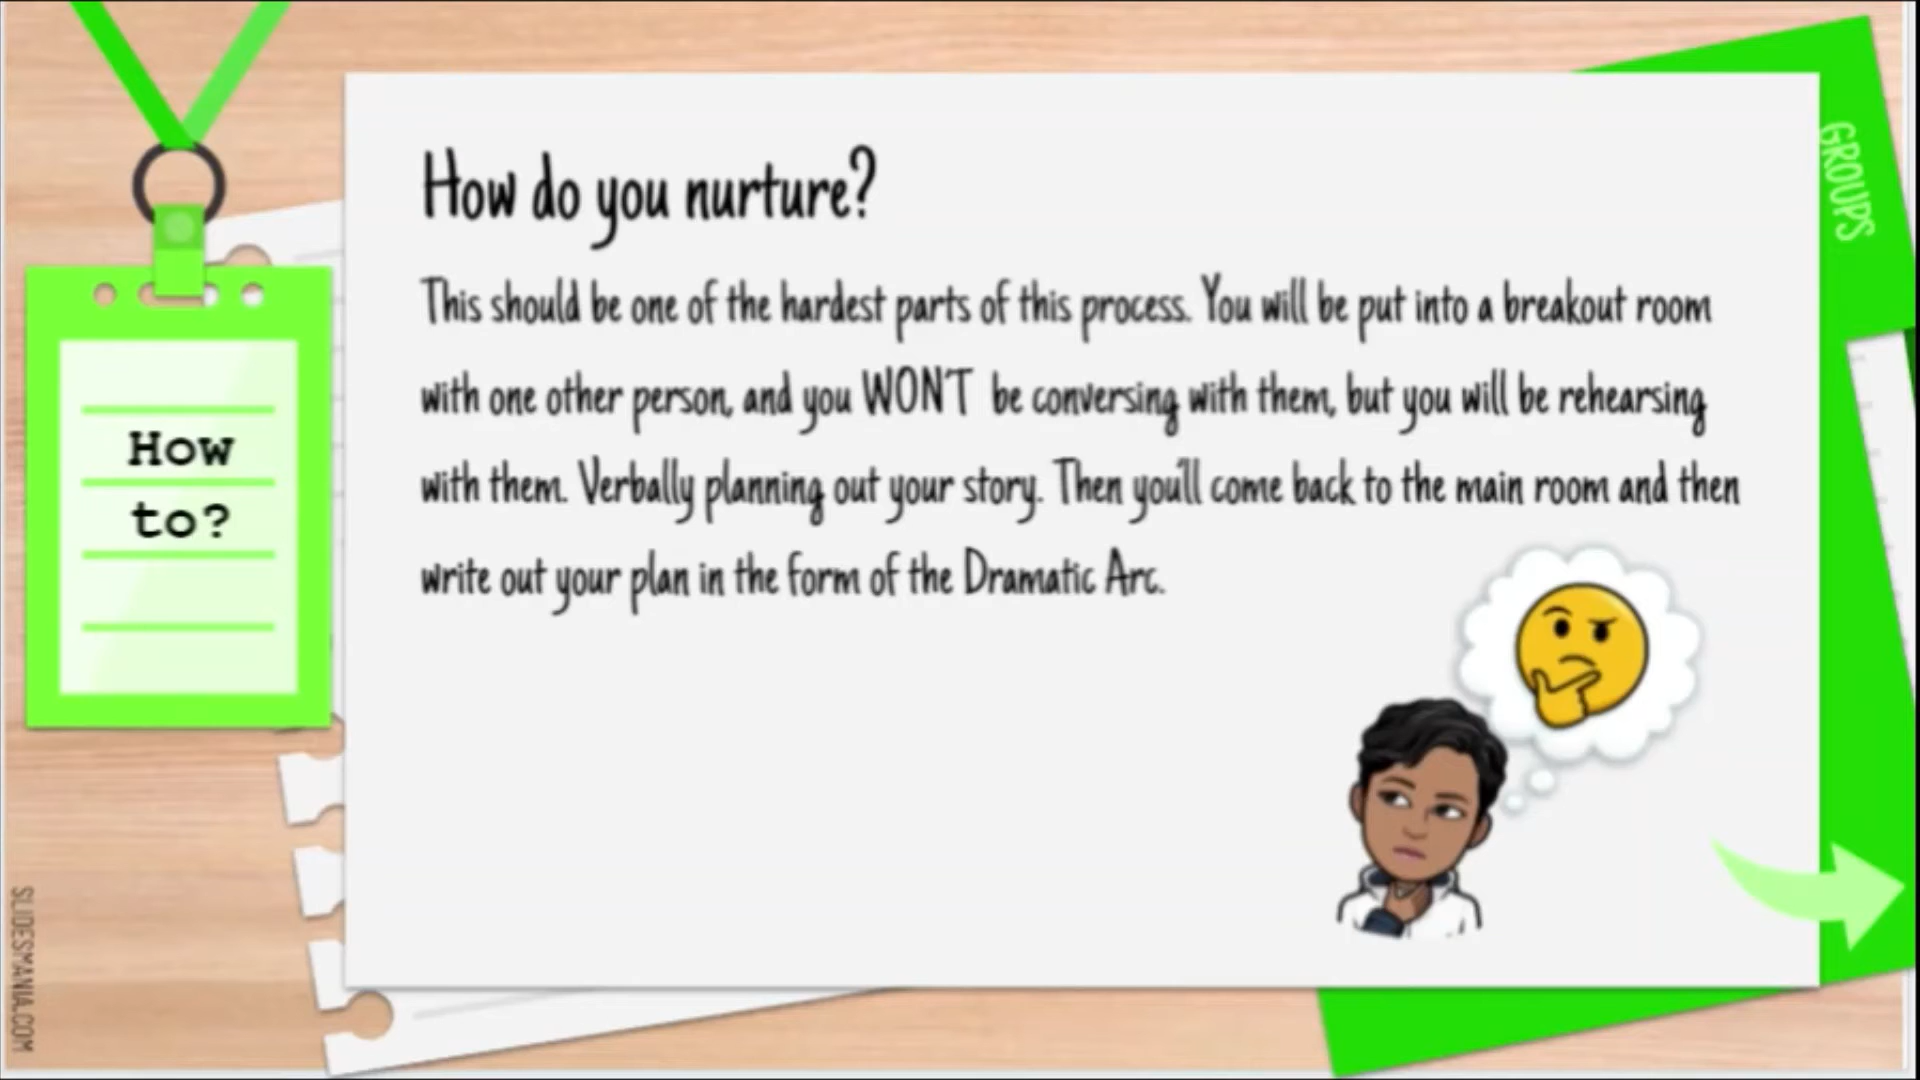 How do you nurture?
This should be one of the hardest parts of this process. You will be put into a breakout room
with one other person, and you WON'T be conversing with them, but you will be rehearsing
with them. Verbally planning out your story. Then you'll come back to the main room and then
write out your plan in the form of the Dramatic Arc.
How
to?
GROUPS
SLIDESMANIA.COM